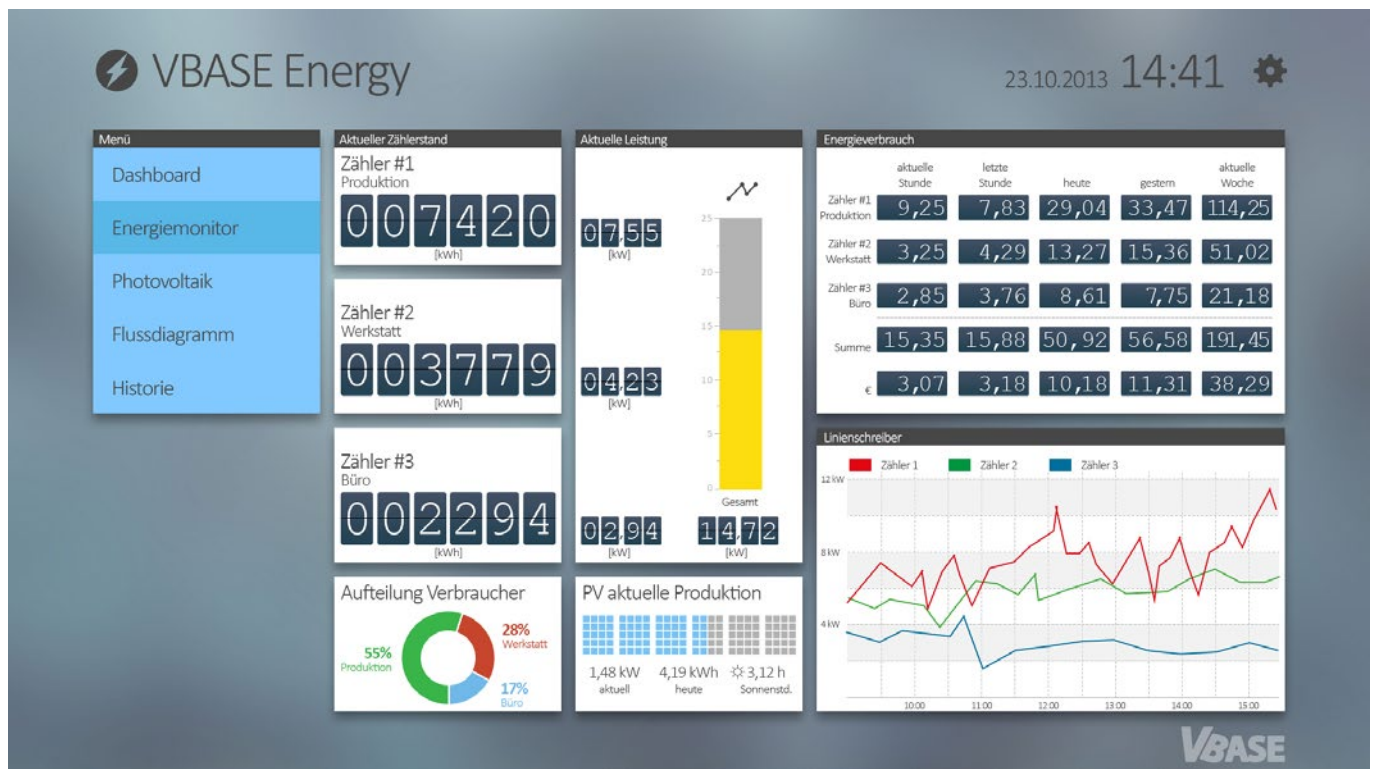 VBASE Energy
23.10.2013 14:41
Menü
Dashboard
Energiemonitor
Photovoltaik
Flussdiagramm
Historie
Aktueller Zählerstand
Zähler #1
Produktion
007420
[kWh]
Zähler #2
Werkstatt
003779
[kWh]
Zähler #3
Büro
002294
[kWh]
Aufteilung Verbraucher
28%
Werkstatt
55%
Produktion
17%
Büro
Aktuelle Leistung
07,55
[kW]
04,23
[kW]
02,94
[kW]
25
20
15
10
5
0
Gesamt
14,72
[kW]
PV aktuelle Produktion
1,48 kW 4,19 kWh 3,12 h
aktuell heute Sonnenstd.
Energieverbrauch
aktuelle letzte aktuelle
Stunde Stunde heute gestern Woche
Zähler #1
Produktion 9,25 7,83 29,04 33,47 114,25
Zähler #2
Werkstatt 3,25 4,29 13,27 15,36 51,02
Zähler #3
Büro 2,85 3,76 8,61 7,75 21,18
Summe 15,35 15,88 50,92 56,58 191,45
€ 3,07 3,18 10,18 11,31 38,29
Linienschreiber
Zähler 1 Zähler 2 Zähler 3
12 kW
8 kW
4 kW
10:00 11:00 12:00 13:00 14:00 15:00
VBASE